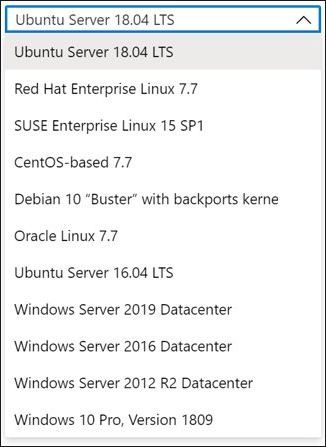 Ubuntu Server 18.04 LTS
Ubuntu Server 18.04 LTS
Red Hat Enterprise Linux 7.7
SUSE Enterprise Linux 15 SP1
CentOS-based 7.7
Debian 10 “Buster” with backports kerne
Oracle Linux 7.7
Ubuntu Server 16.04 LTS
Windows Server 2019 Datacenter
Windows Server 2016 Datacenter
Windows Server 2012 R2 Datacenter
Windows 10 Pro, Version 1809